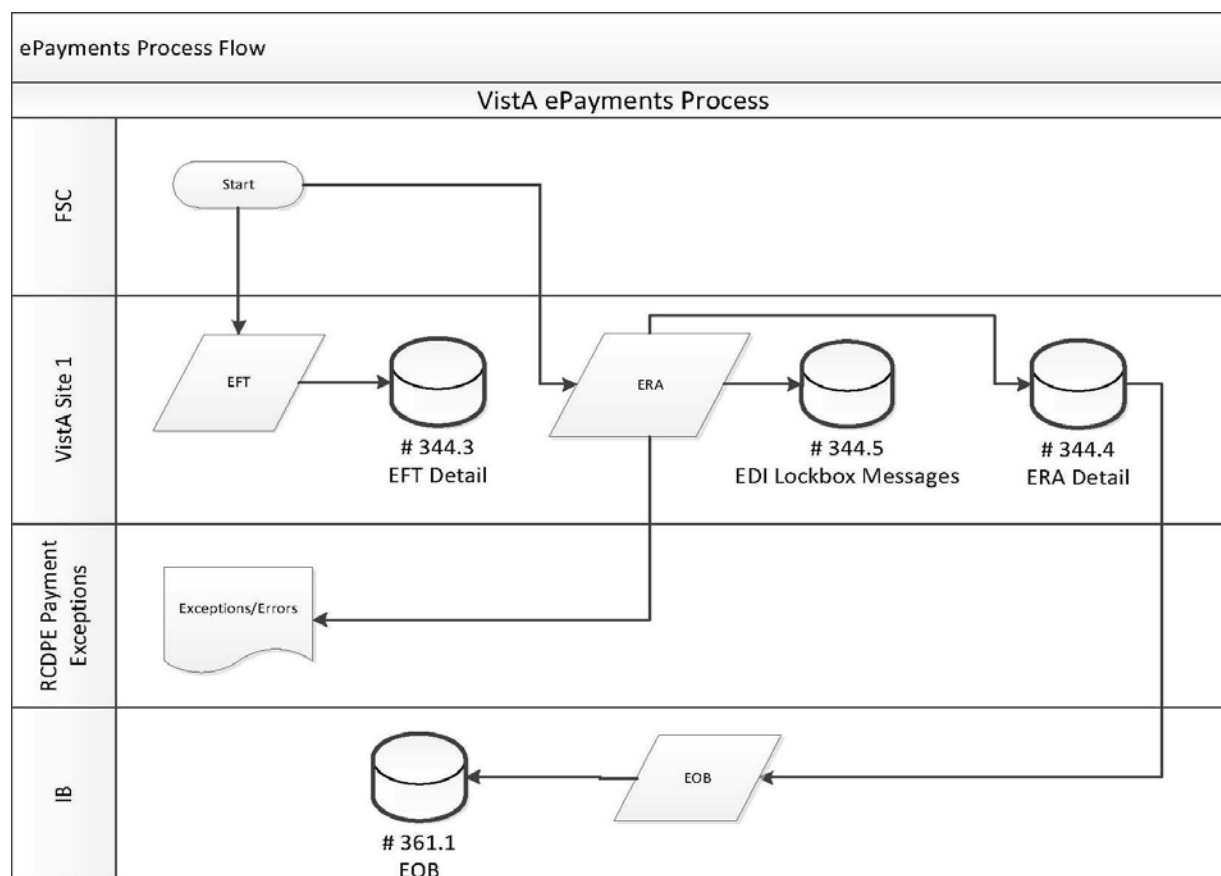 ePayments Process Flow
VistA ePayments Process
FSC
Start
VistA Site 1
EFT
# 344.3
EFT Detail
ERA
# 344.5
EDI Lockbox Messages
# 344.4
ERA Detail
RCDPE Payment
Exceptions
Exceptions/Errors
IB
EOB
# 361.1
EOB